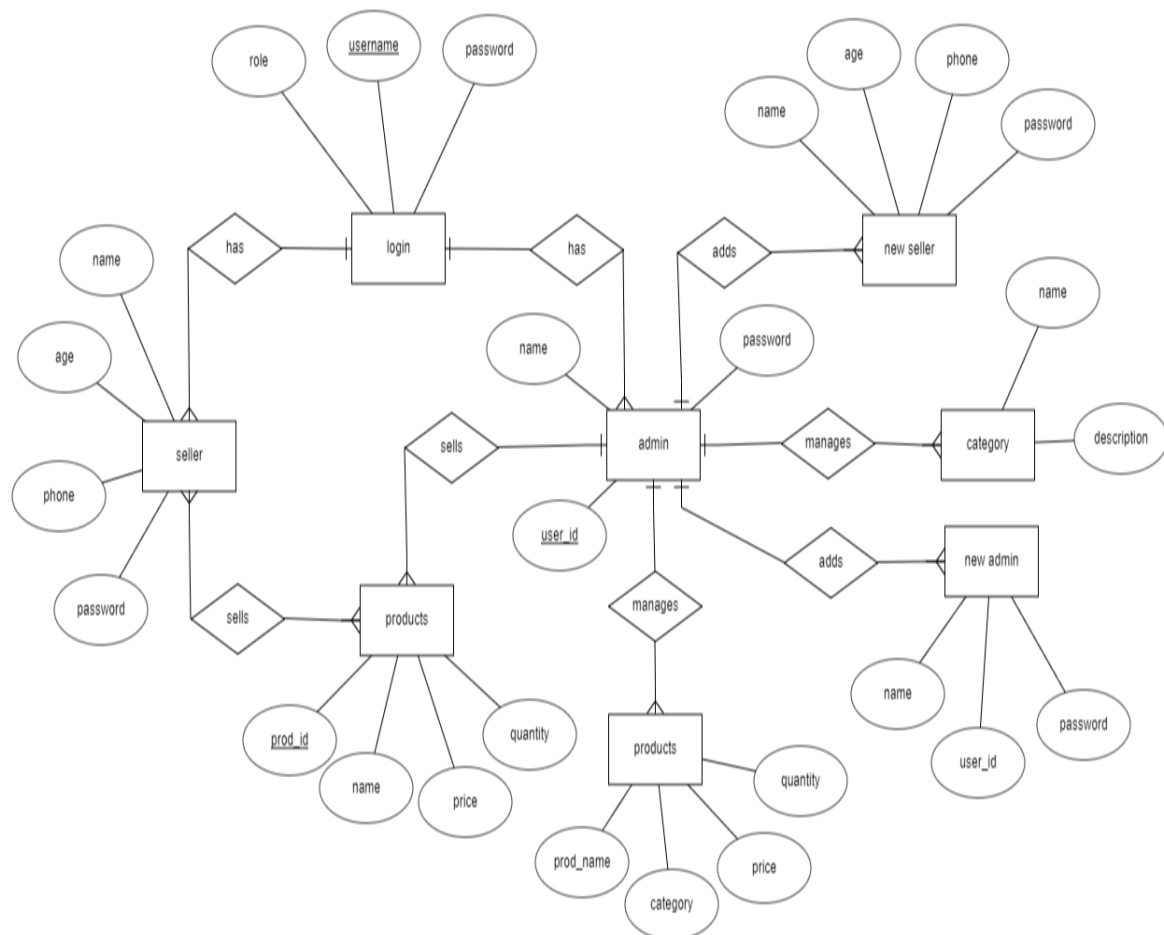 role
username
password
age
phone
name
password
has
login
has
adds
new seller
name
name
password
age
name
sells
admin
manages
category
description
seller
phone
user_id
adds
new admin
password
sells
products
manages
name
user_id
password
prod_id
name
price
quantity
products
quantity
prod_name
category
price